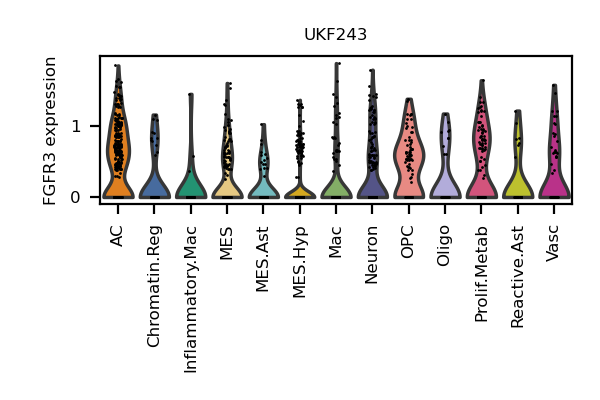 UKF243
FGFR3 expression
1
0
AC
Chromatin.Reg
Inflammatory.Mac
MES
MES.Ast
MES.Hyp
Mac
Neuron
OPC
Oligo
Prolif.Metab
Reactive.Ast
Vasc